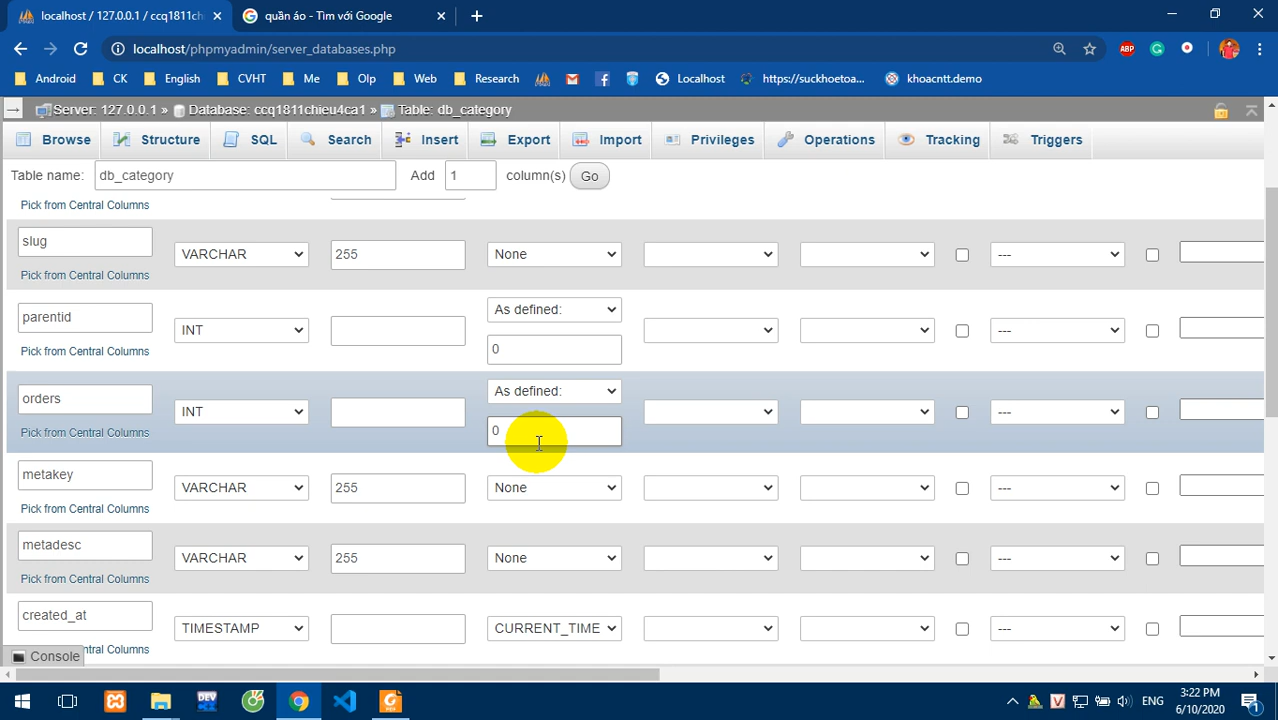 localhost / 127.0.0.1 / ccq1811ch
quần áo - Tìm với Google
localhost/phpmyadmin/server_databases.php
Android CK English CVHT Me Olp Web Research Localhost https://suckhoetoa... khoacntt.demo
Server: 127.0.0.1 » Database: ccq1811chieu4ca1 » Table: db_category
Browse Structure SQL Search Insert Export Import Privileges Operations Tracking Triggers
Table name: db_category Add 1 column(s) Go
Pick from Central Columns
slug VARCHAR 255 None ---
Pick from Central Columns
parentid INT As defined: ---
0
Pick from Central Columns
orders INT As defined: ---
0
Pick from Central Columns
metakey VARCHAR 255 None ---
Pick from Central Columns
metadesc VARCHAR 255 None ---
Pick from Central Columns
created_at TIMESTAMP CURRENT_TIME ---
Console ntral Columns
ABP
DEV
V
ENG
3:22 PM
6/10/2020
1